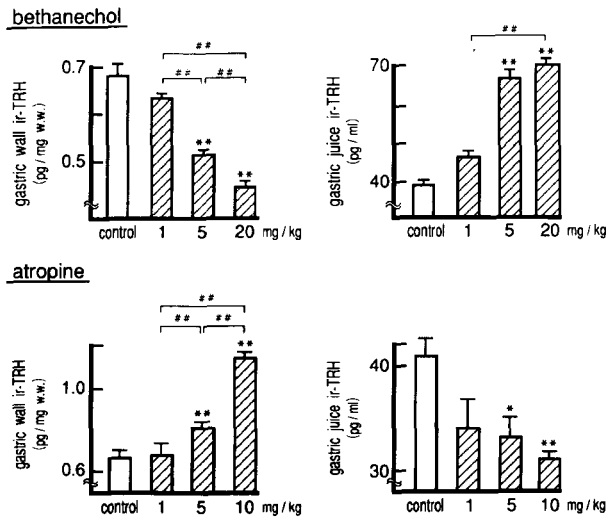 bethanechol
gastric wall ir-TRH
(pg / mg w.w.)
0.7
0.5
# #
# #
# #
* *
* *
control 1 5 20 mg / kg
gastric juice ir-TRH
(pg / ml)
70
40
# #
* *
* *
control 1 5 20 mg / kg
atropine
gastric wall ir-TRH
(pg / mg w.w.)
1.0
0.6
# #
# #
# #
* *
* *
control 1 5 10 mg / kg
gastric juice ir-TRH
(pg / ml)
40
30
*
* *
control 1 5 10 mg / kg